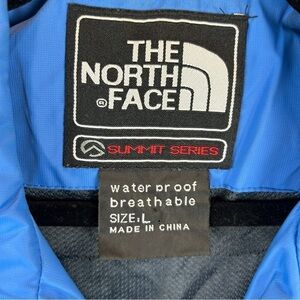 THE
NORTH
® FACE
SUMMIT SERIES
water proof
breathable
SIZE:L
MADE IN CHINA